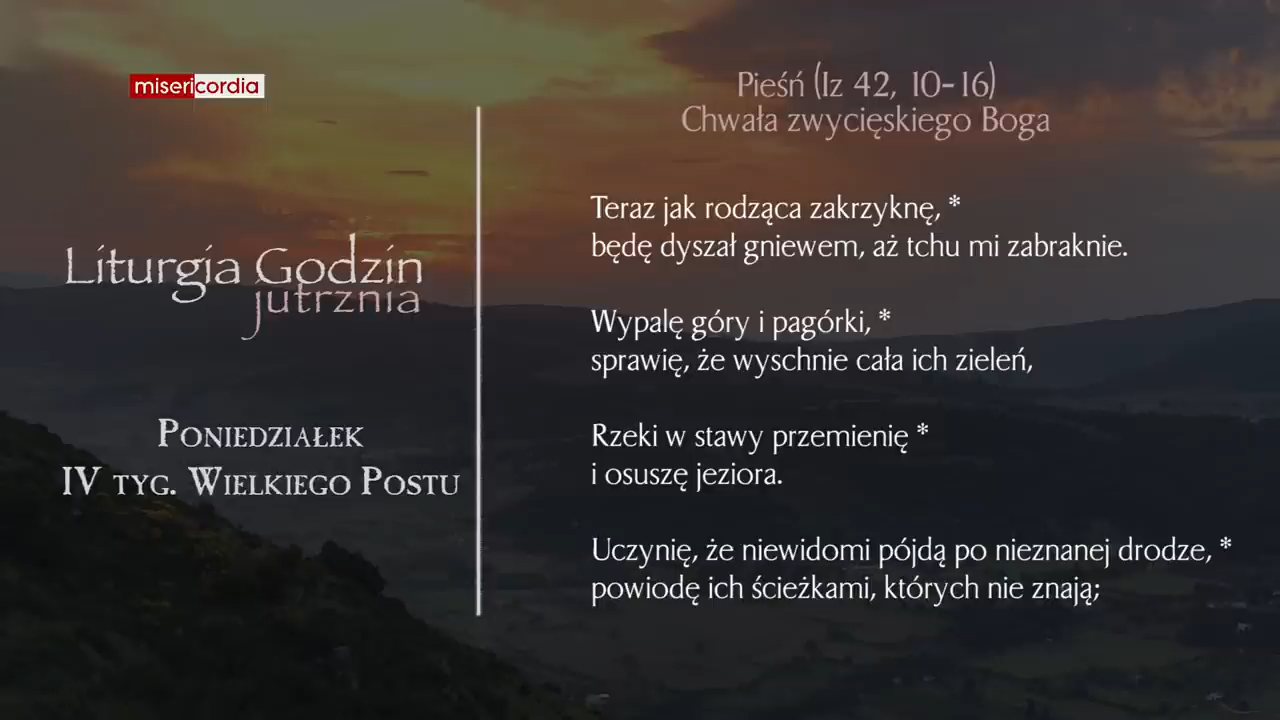 misericordia
Liturgia Godzin
jutrznia
Poniedziałek
IV tyg. Wielkiego Postu
Pieśń (Iz 42, 10-16)
Chwała zwycięskiego Boga
Teraz jak rodząca zakrzyknę, *
będę dyszał gniewem, aż tchu mi zabraknie.
Wypalę góry i pagórki, *
sprawię, że wyschnie cała ich zieleń,
Rzeki w stawy przemienię *
i osuszę jeziora.
Uczynię, że niewidomi pójdą po nieznanej drodze, *
powiodę ich ścieżkami, których nie znają;